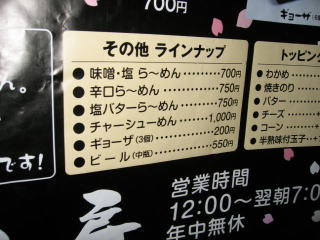 700円
ギョーザ
ん。
です!
その他 ラインナップ
●味噌・塩 ら〜めん………700円
●辛口ら〜めん………750円
●塩バターら〜めん………750円
●チャーシューめん………1,000円
●ギョーザ(3個)………200円
●ビール(中瓶)………550円
トッピング
●わかめ
●焼きのり
●バター
●チーズ
●コーン
●半熟味付玉子
房
営業時間
12:00〜翌朝7:0
年中無休